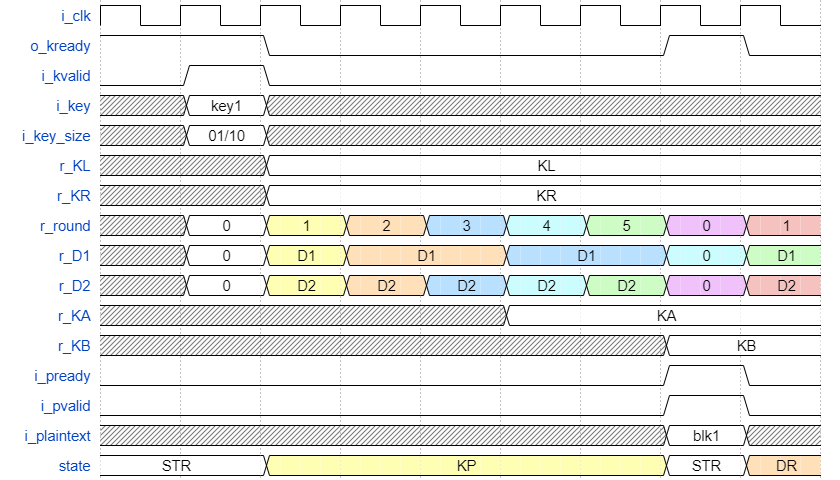 i_clk
o_kready
i_kvalid
i_key key1
i_key_size 01/10
r_KL KL
r_KR KR
r_round 0 1 2 3 4 5 0 1
r_D1 0 D1 D1 D1 0 D1
r_D2 0 D2 D2 D2 D2 D2 0 D2
r_KA KA
r_KB KB
i_pready
i_pvalid
i_plaintext blk1
state STR KP STR DR